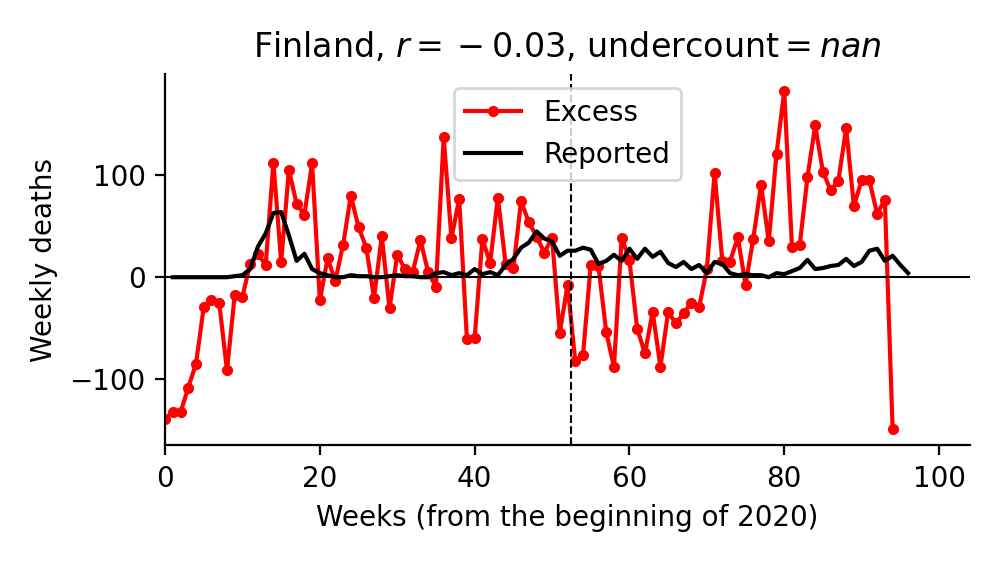 Finland, r = −0.03, undercount = nan
Excess
Reported
Weekly deaths
100
0
−100
0 20 40 60 80 100
Weeks (from the beginning of 2020)